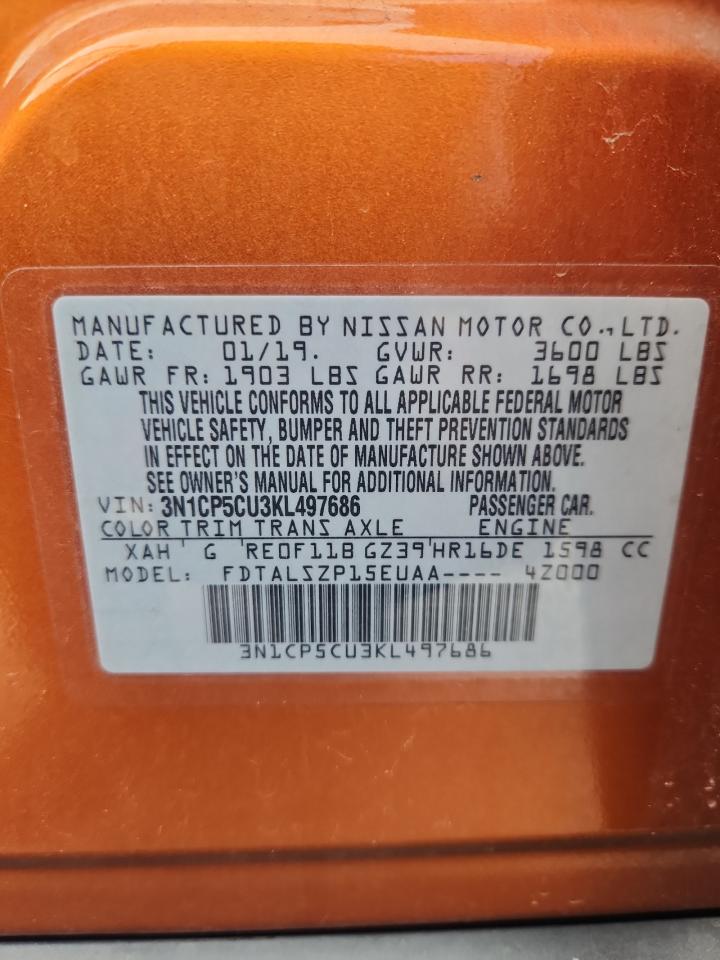 MANUFACTURED BY NISSAN MOTOR CO., LTD.
DATE: 01/19. GVWR: 3600 LBS
GAWR FR: 1903 LBS GAWR RR: 1698 LBS
THIS VEHICLE CONFORMS TO ALL APPLICABLE FEDERAL MOTOR
VEHICLE SAFETY, BUMPER AND THEFT PREVENTION STANDARDS
IN EFFECT ON THE DATE OF MANUFACTURE SHOWN ABOVE.
SEE OWNER'S MANUAL FOR ADDITIONAL INFORMATION.
VIN: 3N1CP5CU3KL497686 PASSENGER CAR.
COLOR TRIM TRANS AXLE ENGINE
XAH G RE0F11B GZ39 HR16DE 1598 CC
MODEL: FDTALSZP15EUAA---- 4Z000
3N1CP5CU3KL497686